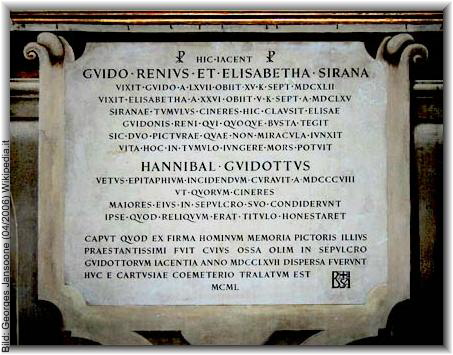 ☧ HIC·IACENT ☧
GVIDO·RENIVS·ET·ELISABETHA·SIRANA
VIXIT·GVIDO·A·LXVII·OBIIT·XV·K·SEPT·MDCXLII
VIXIT·ELISABETHA·A·XXVI·OBIIT·V·K·SEPT·A·MDCLXV
SIRANAE·TVMVLVS·CINERES·HIC·CLAVSIT·ELISAE
GVIDONIS·RENI·QVI·QVOQVE·BVSTA·TEGIT
SIC·DVO·PICTVRAE·QVAE·NON·MIRACVLA·IVNXIT
VITA·HOC·IN·TVMVLO·IVNGERE·MORS·POTVIT
HANNIBAL·GVIDOTTVS
VETVS·EPITAPHIVM·INCIDENDVM·CVRAVIT·A·MDCCCVIII
VT·QVORVM·CINERES
MAIORES·EIVS·IN·SEPVLCRO·SVO·CONDIDERVNT
IPSE·QVOD·RELIQVVM·ERAT·TITVLO·HONESTARET
CAPVT QVOD EX FIRMA HOMINVM MEMORIA PICTORIS ILLIVS
PRAESTANTISSIMI FVIT CVIVS OSSA OLIM IN SEPVLCRO
GVIDOTTORVM IACENTIA ANNO MDCCLXVII DISPERSA FVERVNT
HVC E CARTVSIAE COEMETERIO TRALATVM EST
MCML
Bild: Georges Jansoone (04/2006) Wikipedia.it